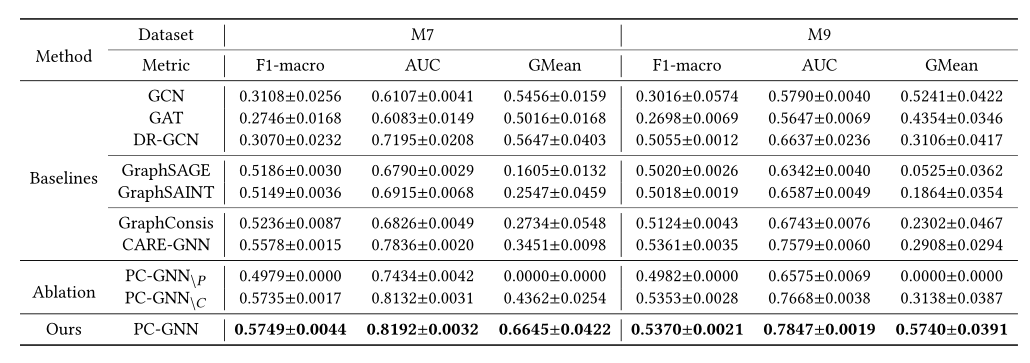 Method Dataset M7 M9
Metric F1-macro AUC GMean F1-macro AUC GMean
Baselines
GCN 0.3108±0.0256 0.6107±0.0041 0.5456±0.0159 0.3016±0.0574 0.5790±0.0040 0.5241±0.0422
GAT 0.2746±0.0168 0.6083±0.0149 0.5016±0.0168 0.2698±0.0069 0.5647±0.0069 0.4354±0.0346
DR-GCN 0.3070±0.0232 0.7195±0.0208 0.5647±0.0403 0.5055±0.0012 0.6637±0.0236 0.3106±0.0417
GraphSAGE 0.5186±0.0030 0.6790±0.0029 0.1605±0.0132 0.5020±0.0026 0.6342±0.0040 0.0525±0.0362
GraphSAINT 0.5149±0.0036 0.6915±0.0068 0.2547±0.0459 0.5018±0.0019 0.6587±0.0049 0.1864±0.0354
GraphConsis 0.5236±0.0087 0.6826±0.0049 0.2734±0.0548 0.5124±0.0043 0.6743±0.0076 0.2302±0.0467
CARE-GNN 0.5578±0.0015 0.7836±0.0020 0.3451±0.0098 0.5361±0.0035 0.7579±0.0060 0.2908±0.0294
Ablation
PC-GNN\P 0.4979±0.0000 0.7434±0.0042 0.0000±0.0000 0.4982±0.0000 0.6575±0.0069 0.0000±0.0000
PC-GNN\C 0.5735±0.0017 0.8132±0.0031 0.4362±0.0254 0.5353±0.0028 0.7668±0.0038 0.3138±0.0387
Ours PC-GNN 0.5749±0.0044 0.8192±0.0032 0.6645±0.0422 0.5370±0.0021 0.7847±0.0019 0.5740±0.0391